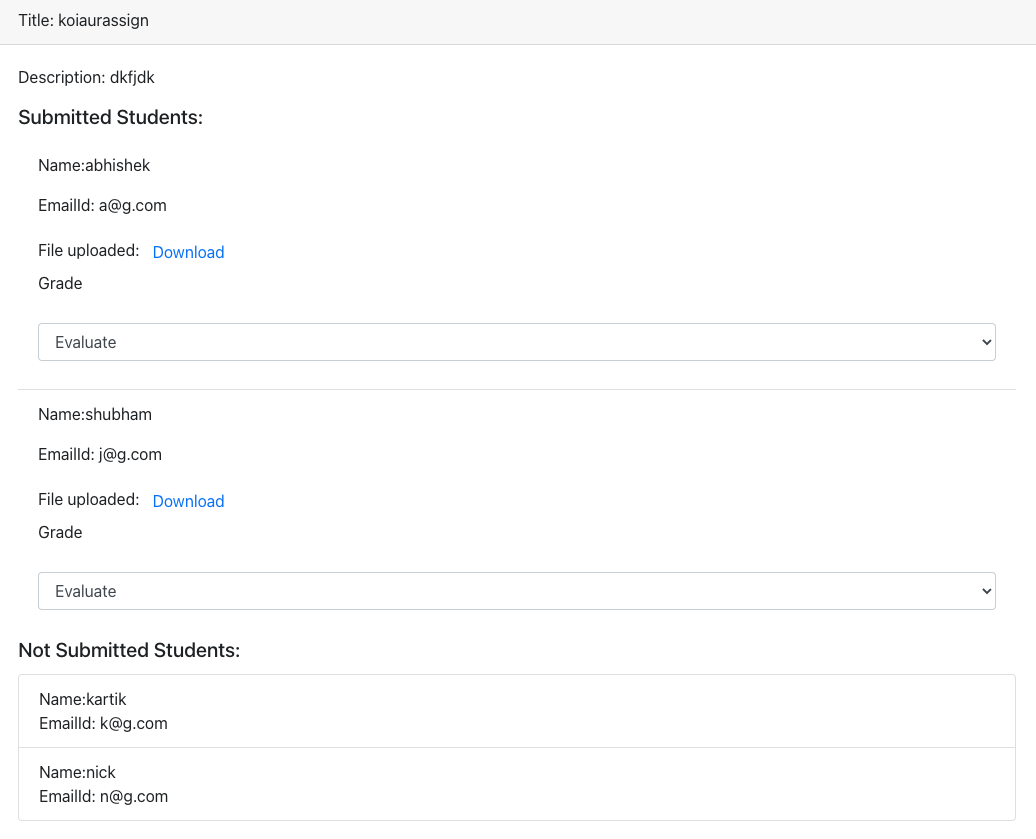 Title: koiaurassign
Description: dkfjdk
Submitted Students:
Name:abhishek
EmailId: a@g.com
File uploaded: Download
Grade
Evaluate
Name:shubham
EmailId: j@g.com
File uploaded: Download
Grade
Evaluate
Not Submitted Students:
Name:kartik
EmailId: k@g.com
Name:nick
EmailId: n@g.com